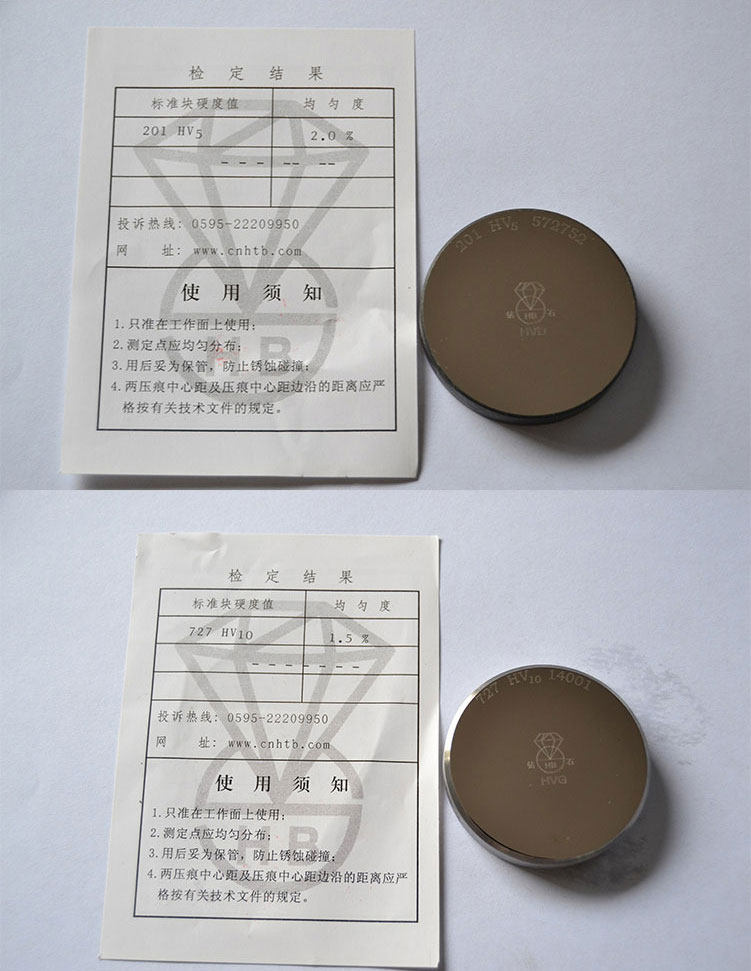 检 定 结 果
标准块硬度值 均 匀 度
201 HV5 2.0 %
投诉热线: 0595-22209950
网 址: www.cnhtb.com
使 用 须 知
1.只准在工作面上使用;
2.测定点应均匀分布;
3.用后妥为保管,防止锈蚀碰撞;
4.两压痕中心距及压痕中心距边沿的距离应严
格按有关技术文件的规定。
HB
201 HV5 572752
HB
石
检 定 结 果
标准块硬度值 均 匀 度
727 HV10 1.5 %
投诉热线: 0595-22209950
网 址: www.cnhtb.com
使 用 须 知
1.只准在工作面上使用;
2.测定点应均匀分布;
3.用后妥为保管,防止锈蚀碰撞;
4.两压痕中心距及压痕中心距边沿的距离应严
格按有关技术文件的规定。
HB
727 HV10 14001
HB
石